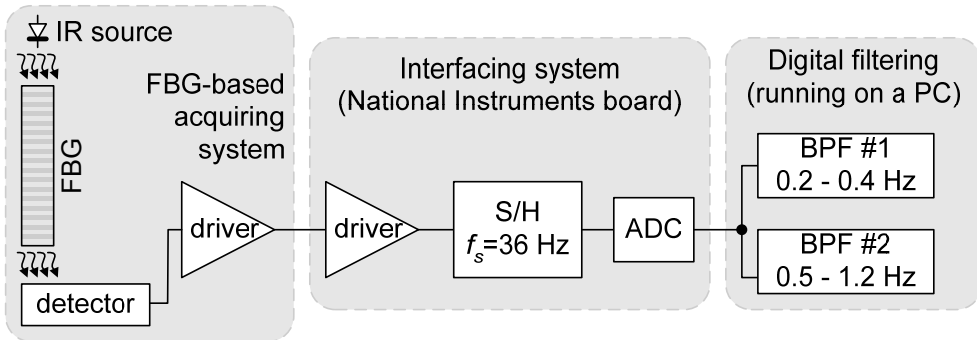 IR source
FBG
FBG-based
acquiring
system
detector
driver
Interfacing system
(National Instruments board)
driver
S/H
fs=36 Hz
ADC
Digital filtering
(running on a PC)
BPF #1
0.2 - 0.4 Hz
BPF #2
0.5 - 1.2 Hz